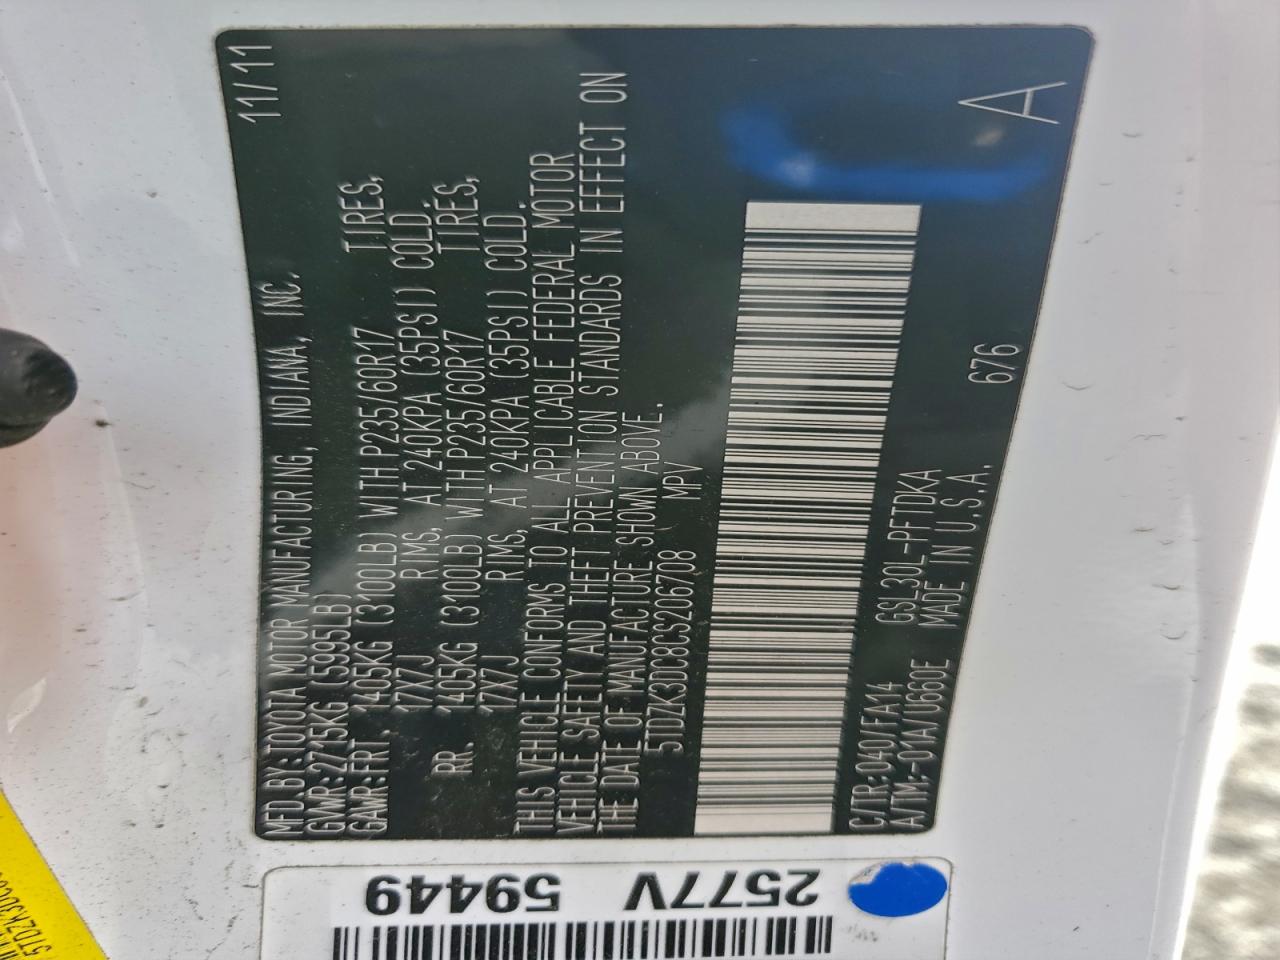 MFD.BY:TOYOTA MOTOR MANUFACTURING, INDIANA, INC. 11/11
GVWR:2715KG (5995LB)
GAWR:FRT. 1405KG (3100LB) WITH P235/60R17 TIRES,
17X7J RIMS, AT 240KPA (35PSI) COLD.
RR. 1405KG (3100LB) WITH P235/60R17 TIRES,
17X7J RIMS, AT 240KPA (35PSI) COLD.
THIS VEHICLE CONFORMS TO ALL APPLICABLE FEDERAL MOTOR
VEHICLE SAFETY AND THEFT PREVENTION STANDARDS IN EFFECT ON
THE DATE OF MANUFACTURE SHOWN ABOVE.
5TDZK3DC8CS206708 MPV
C/TR:040/FA14 GSL30L-PFTDKA
A/TM:-01A/U660E MADE IN U.S.A. 676
A
59449 2577V